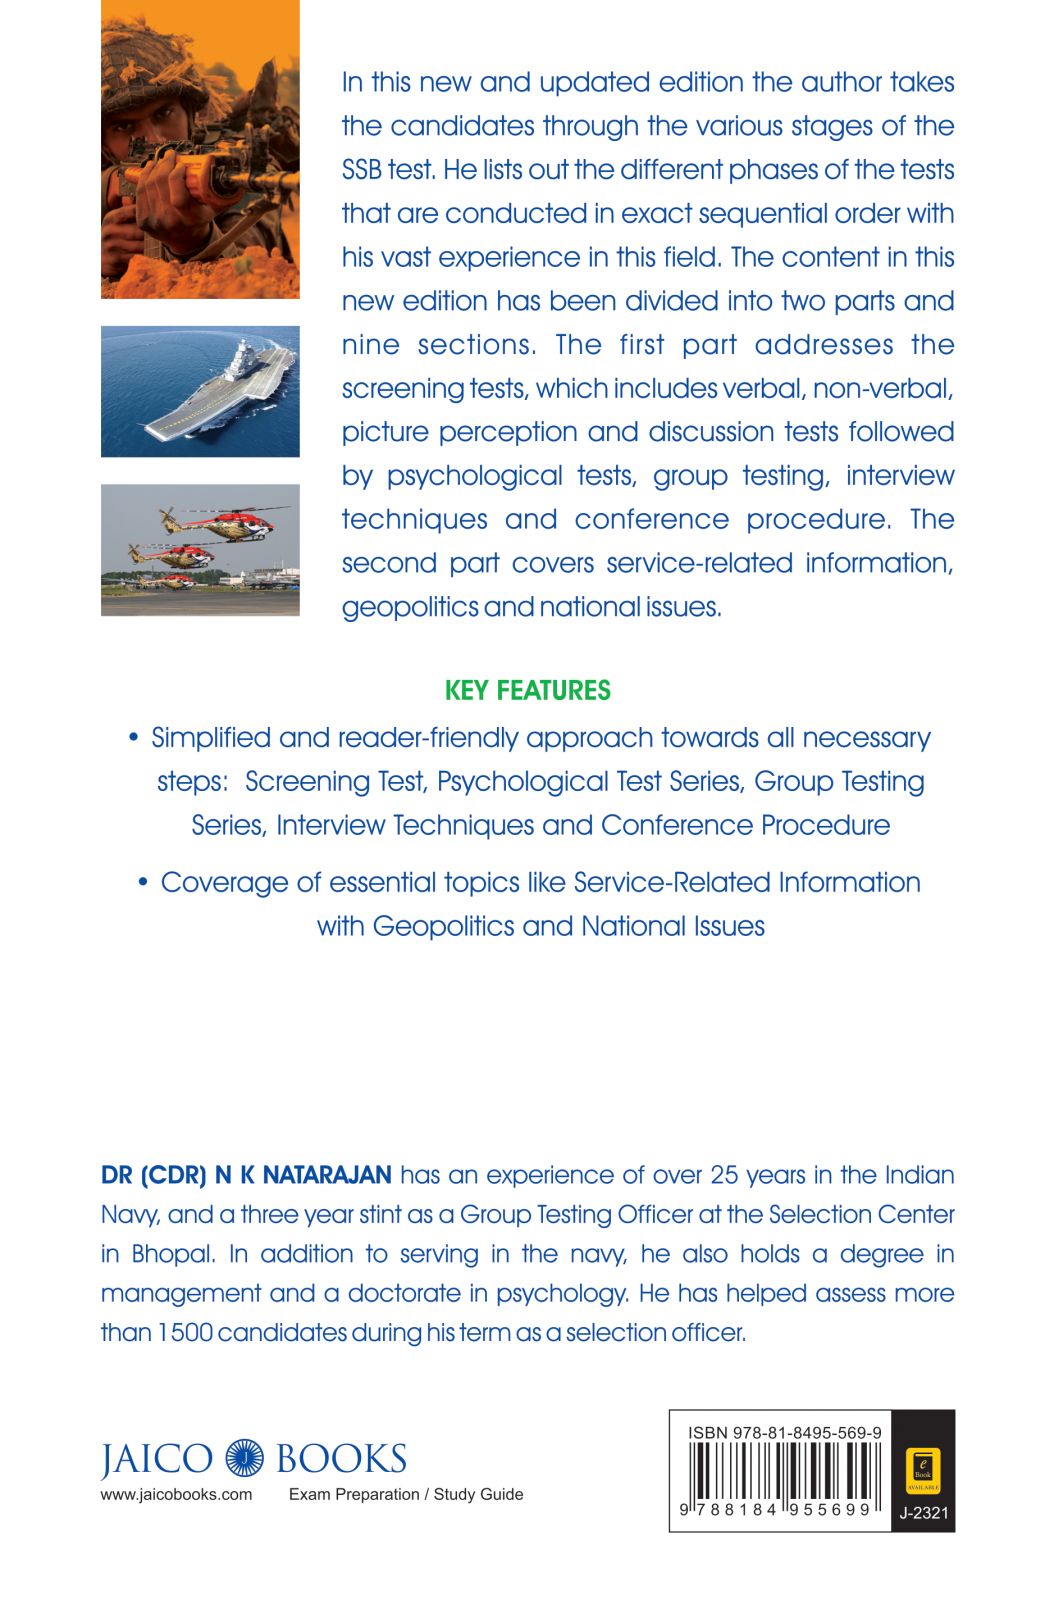 In this new and updated edition the author takes
the candidates through the various stages of the
SSB test. He lists out the different phases of the tests
that are conducted in exact sequential order with
his vast experience in this field. The content in this
new edition has been divided into two parts and
nine sections. The first part addresses the
screening tests, which includes verbal, non-verbal,
picture perception and discussion tests followed
by psychological tests, group testing, interview
techniques and conference procedure. The
second part covers service-related information,
geopolitics and national issues.
KEY FEATURES
• Simplified and reader-friendly approach towards all necessary
steps: Screening Test, Psychological Test Series, Group Testing
Series, Interview Techniques and Conference Procedure
• Coverage of essential topics like Service-Related Information
with Geopolitics and National Issues
DR (CDR) N K NATARAJAN has an experience of over 25 years in the Indian
Navy, and a three year stint as a Group Testing Officer at the Selection Center
in Bhopal. In addition to serving in the navy, he also holds a degree in
management and a doctorate in psychology. He has helped assess more
than 1500 candidates during his term as a selection officer.
JAICO J BOOKS
www.jaicobooks.com Exam Preparation / Study Guide
ISBN 978-81-8495-569-9
9 788184 955699
e
Book
AVAILABLE
J-2321